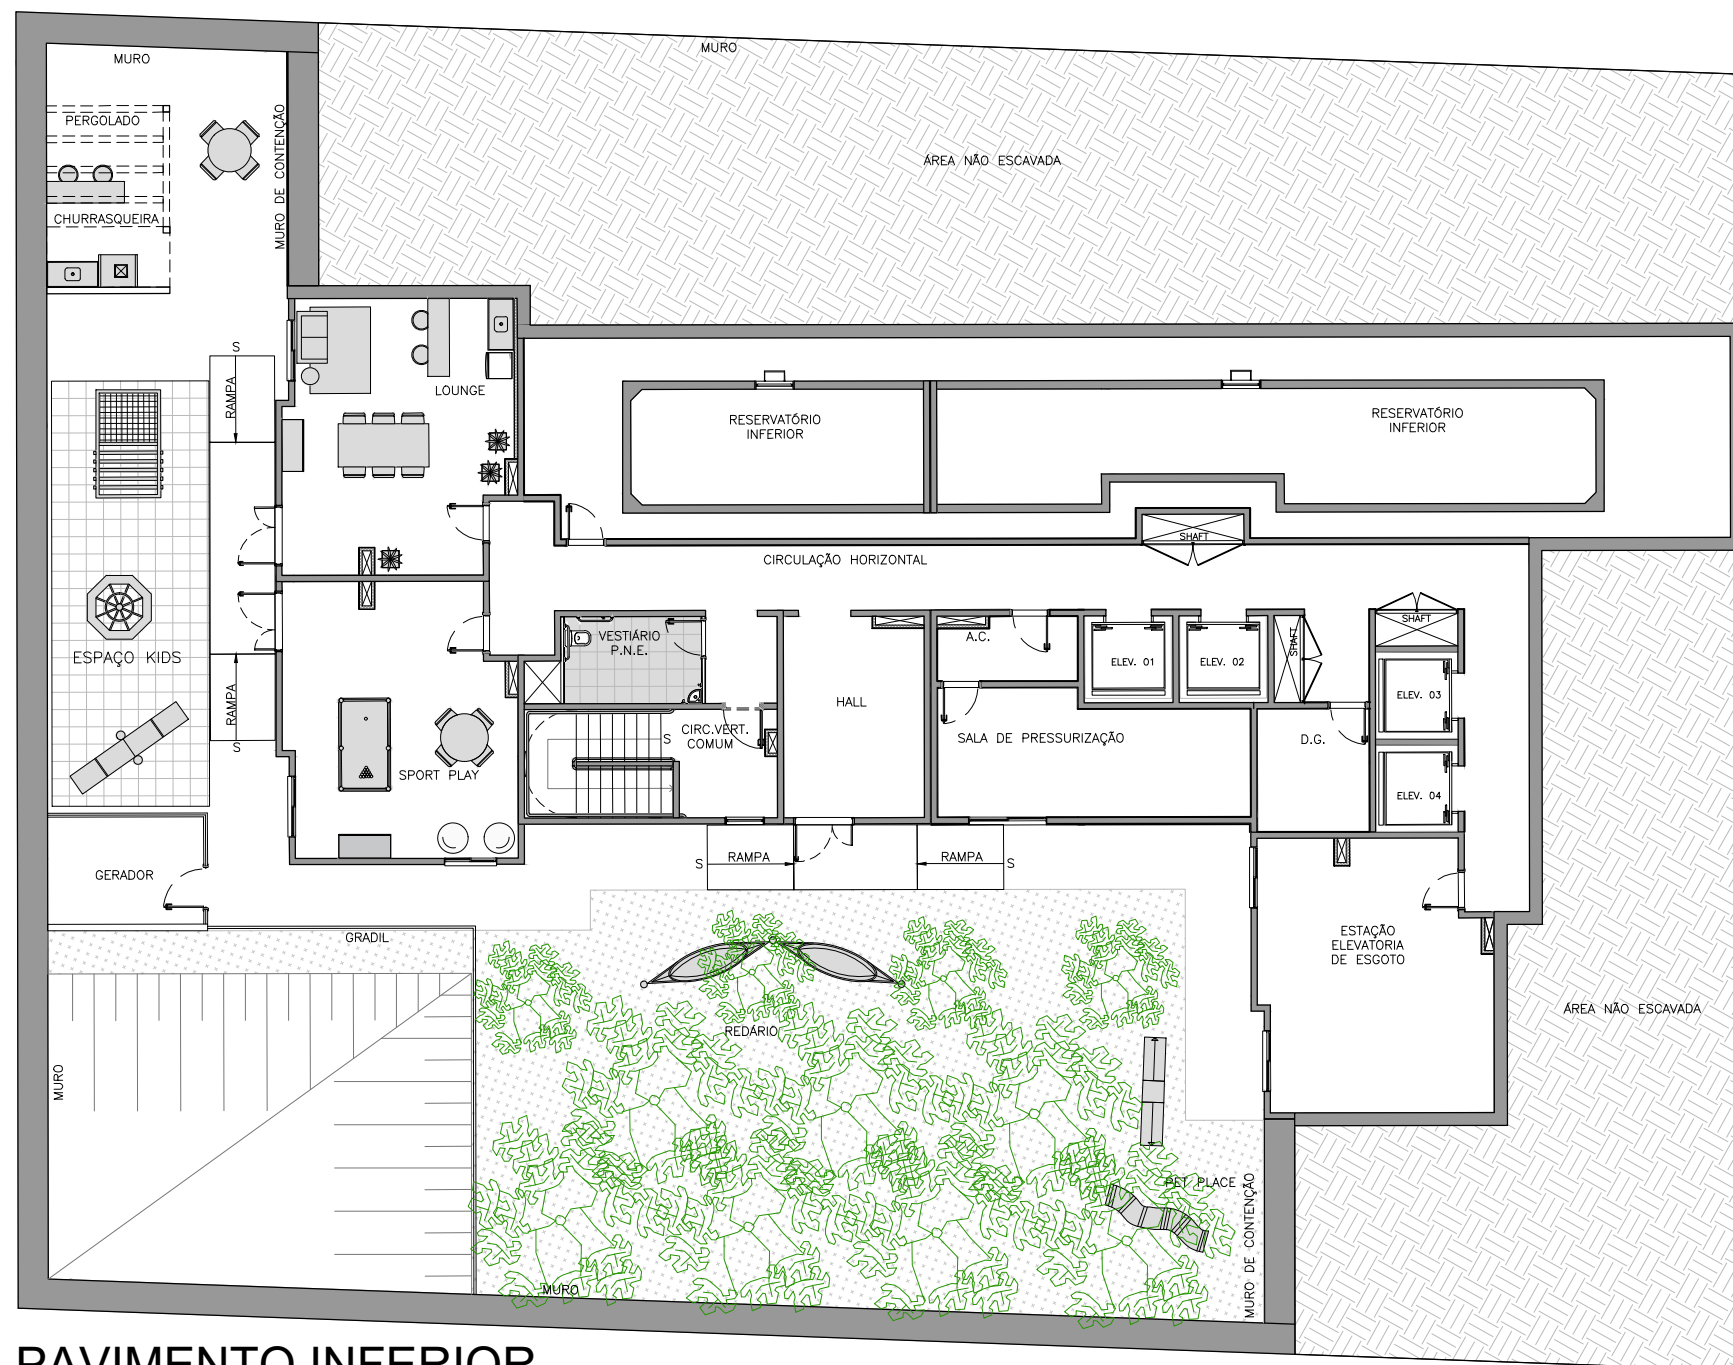 MURO
MURO
PERGOLADO
MURO DE CONTENÇÃO
ÁREA NÃO ESCAVADA
CHURRASQUEIRA
S
RAMPA
LOUNGE
RESERVATÓRIO
INFERIOR
RESERVATÓRIO
INFERIOR
SHAFT
CIRCULAÇÃO HORIZONTAL
SHAFT
VESTIÁRIO
P.N.E.
A.C.
SHAFT
ELEV. 01
ELEV. 02
ESPAÇO KIDS
ELEV. 03
RAMPA
S
HALL
CIRC.VERT.
COMUM
S
SALA DE PRESSURIZAÇÃO
D.G.
SPORT PLAY
ELEV. 04
S
RAMPA
RAMPA
S
GERADOR
GRADIL
ESTAÇÃO
ELEVATORIA
DE ESGOTO
ÁREA NÃO ESCAVADA
REDÁRIO
MURO
PET PLACE
MURO DE CONTENÇÃO
MURO
PAVIMENTO INFERIOR